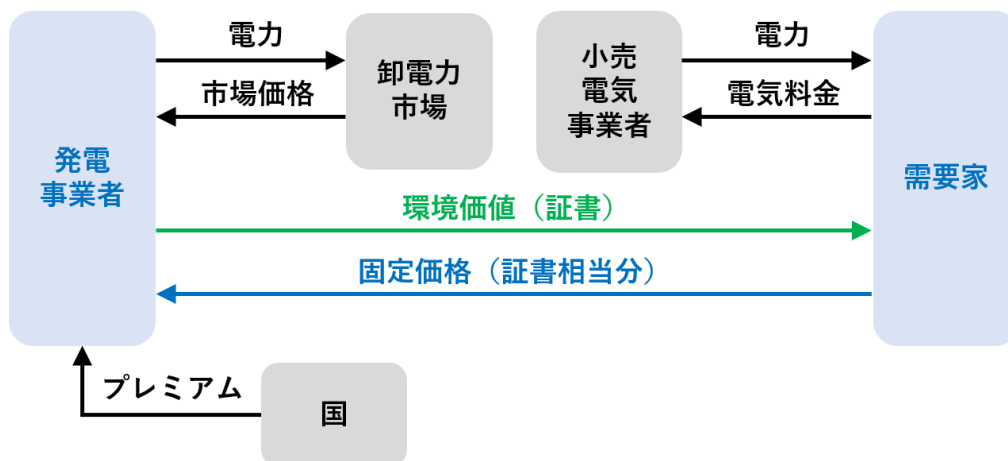 電力
市場価格
卸電力
市場
小売
電気
事業者
電力
電気料金
発電
事業者
需要家
環境価値（証書）
固定価格（証書相当分）
プレミアム
国